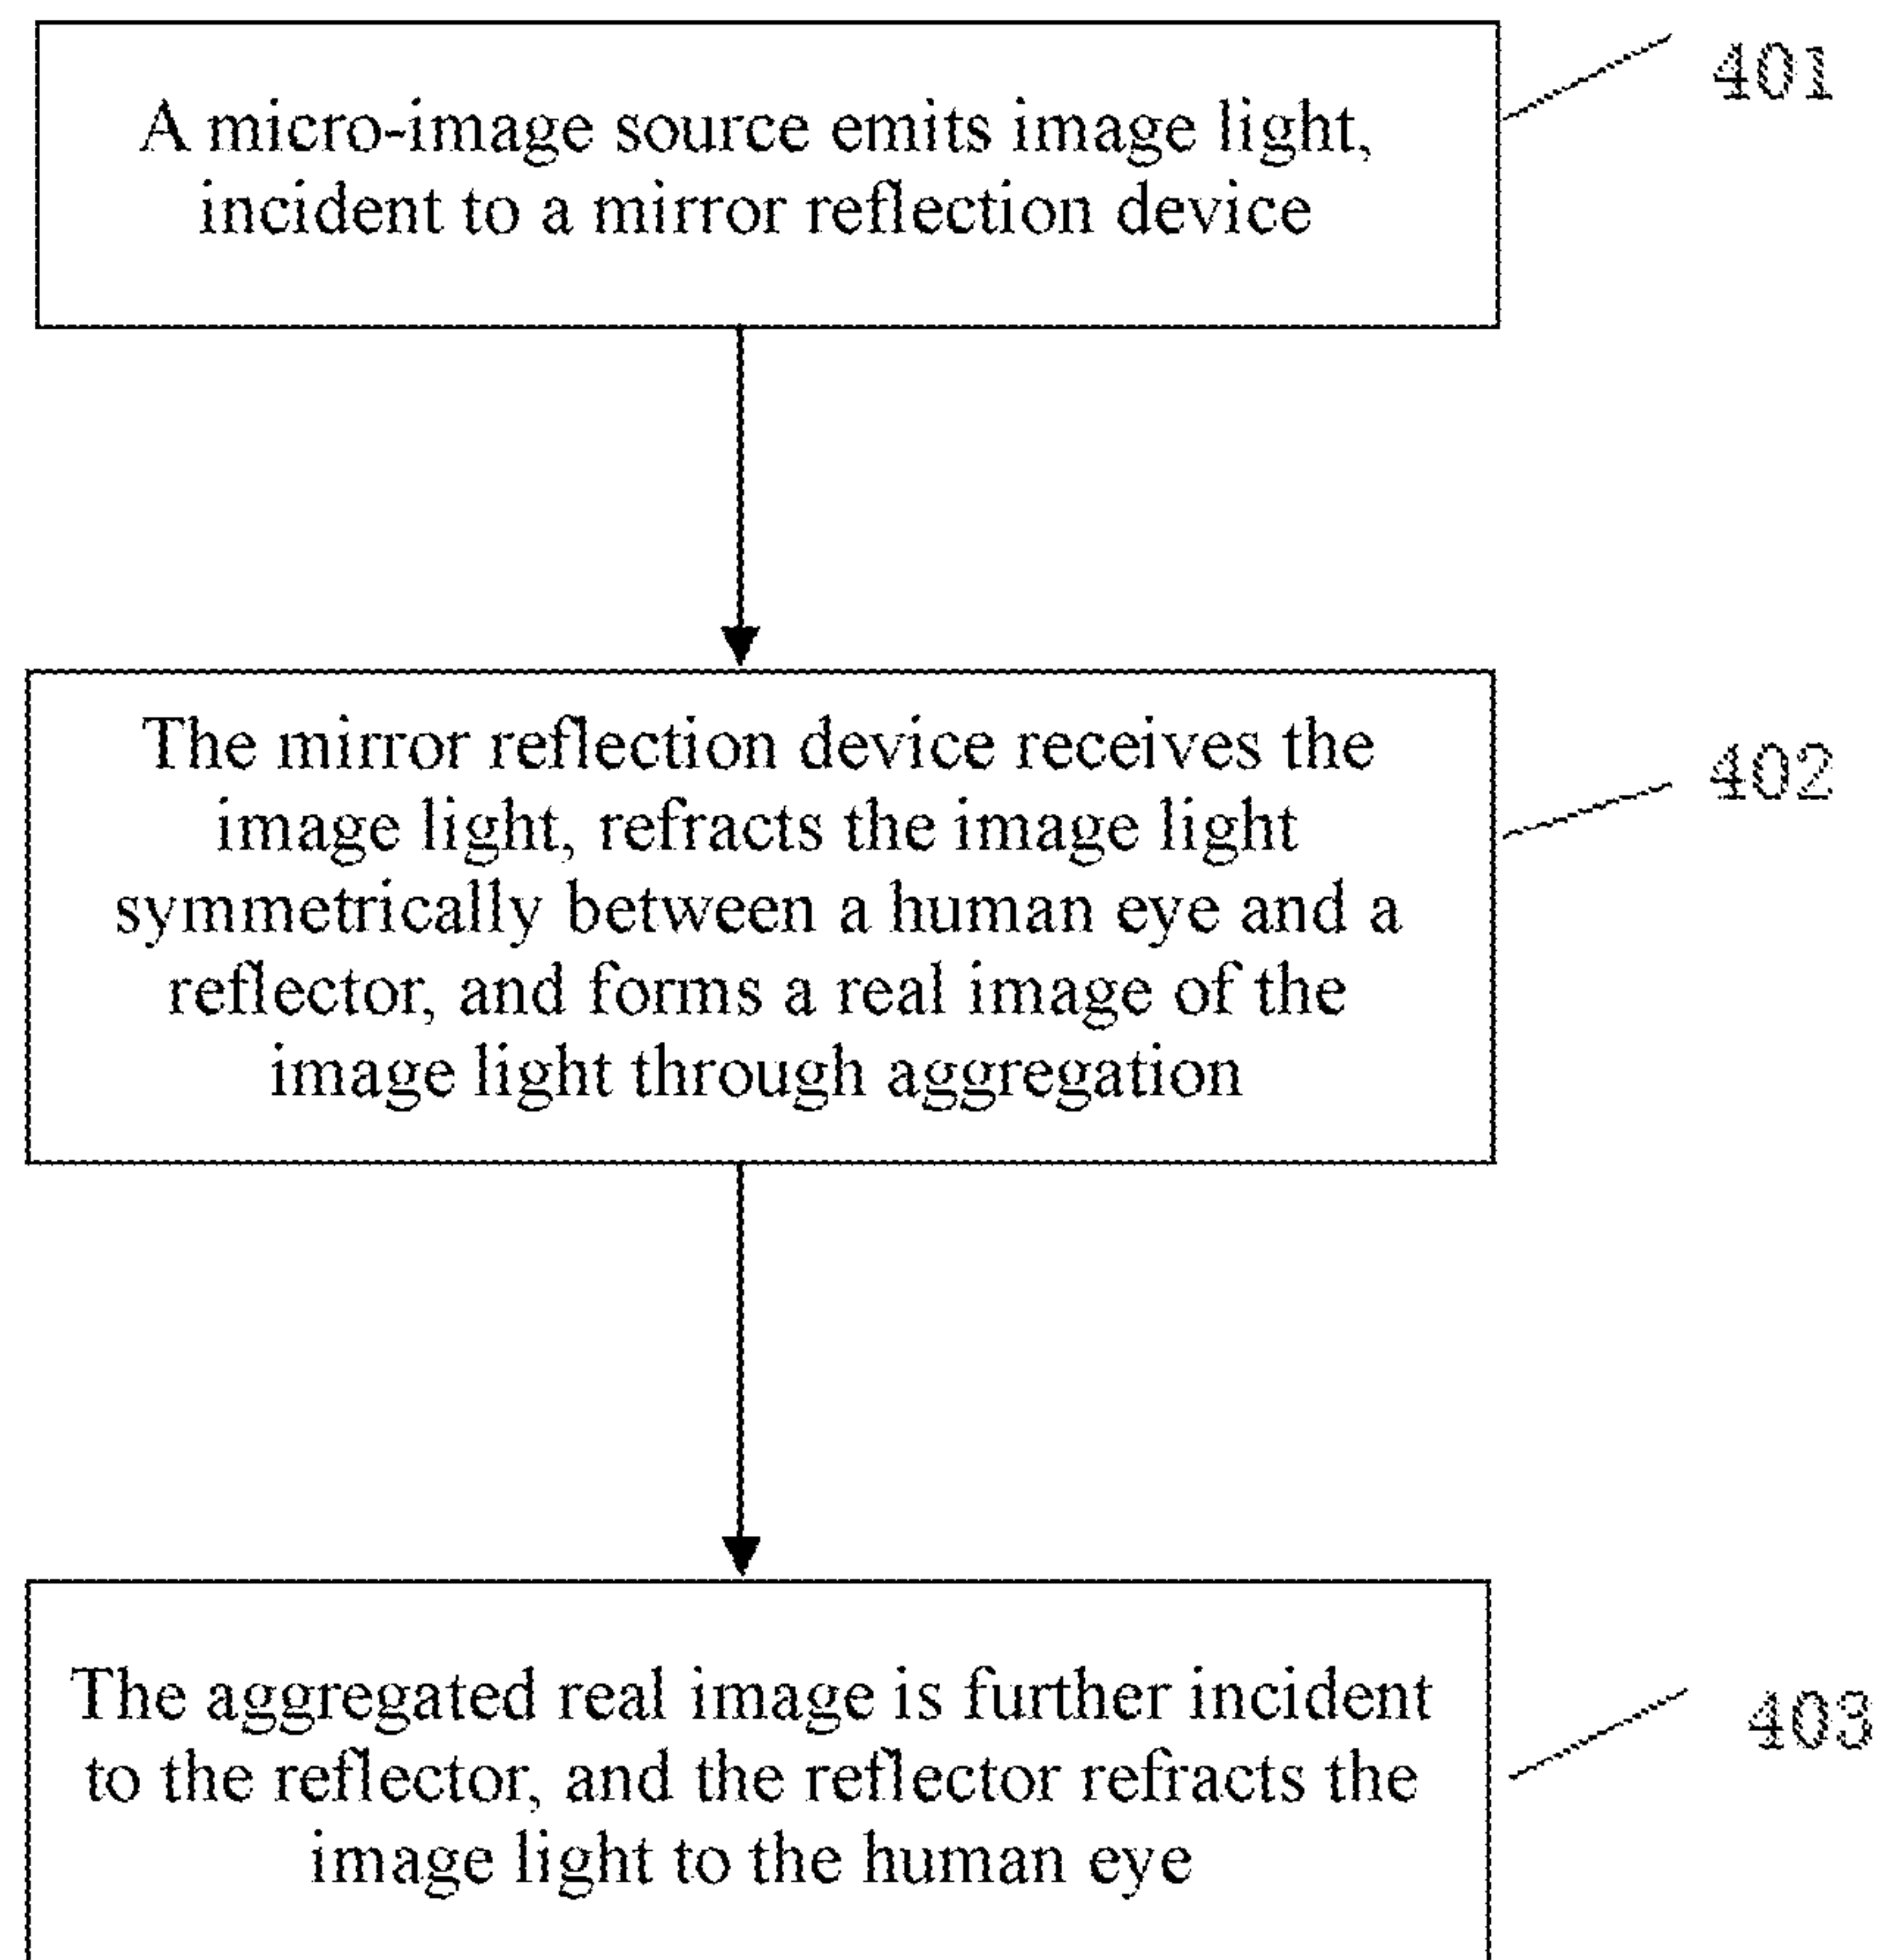 A micro-image source emits image light,
incident to a mirror reflection device
401
The mirror reflection device receives the
image light, refracts the image light
symmetrically between a human eye and a
reflector, and forms a real image of the
image light through aggregation
402
The aggregated real image is further incident
to the reflector, and the reflector refracts the
image light to the human eye
403